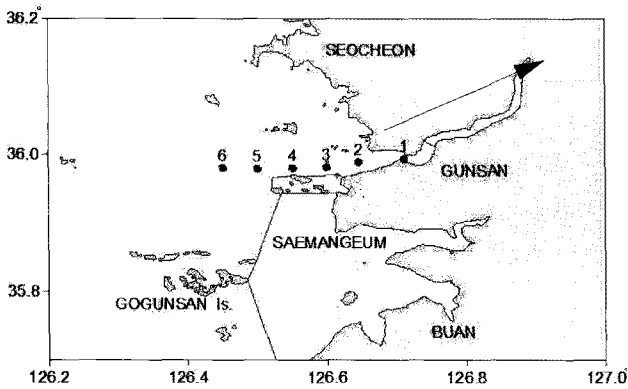 36.2°
SEOCHEON
6 5 4 3 2 1
36.0
GUNSAN
SAEMANGEUM
35.8
GOGUNSAN Is.
BUAN
126.2 126.4 126.6 126.8 127.0°